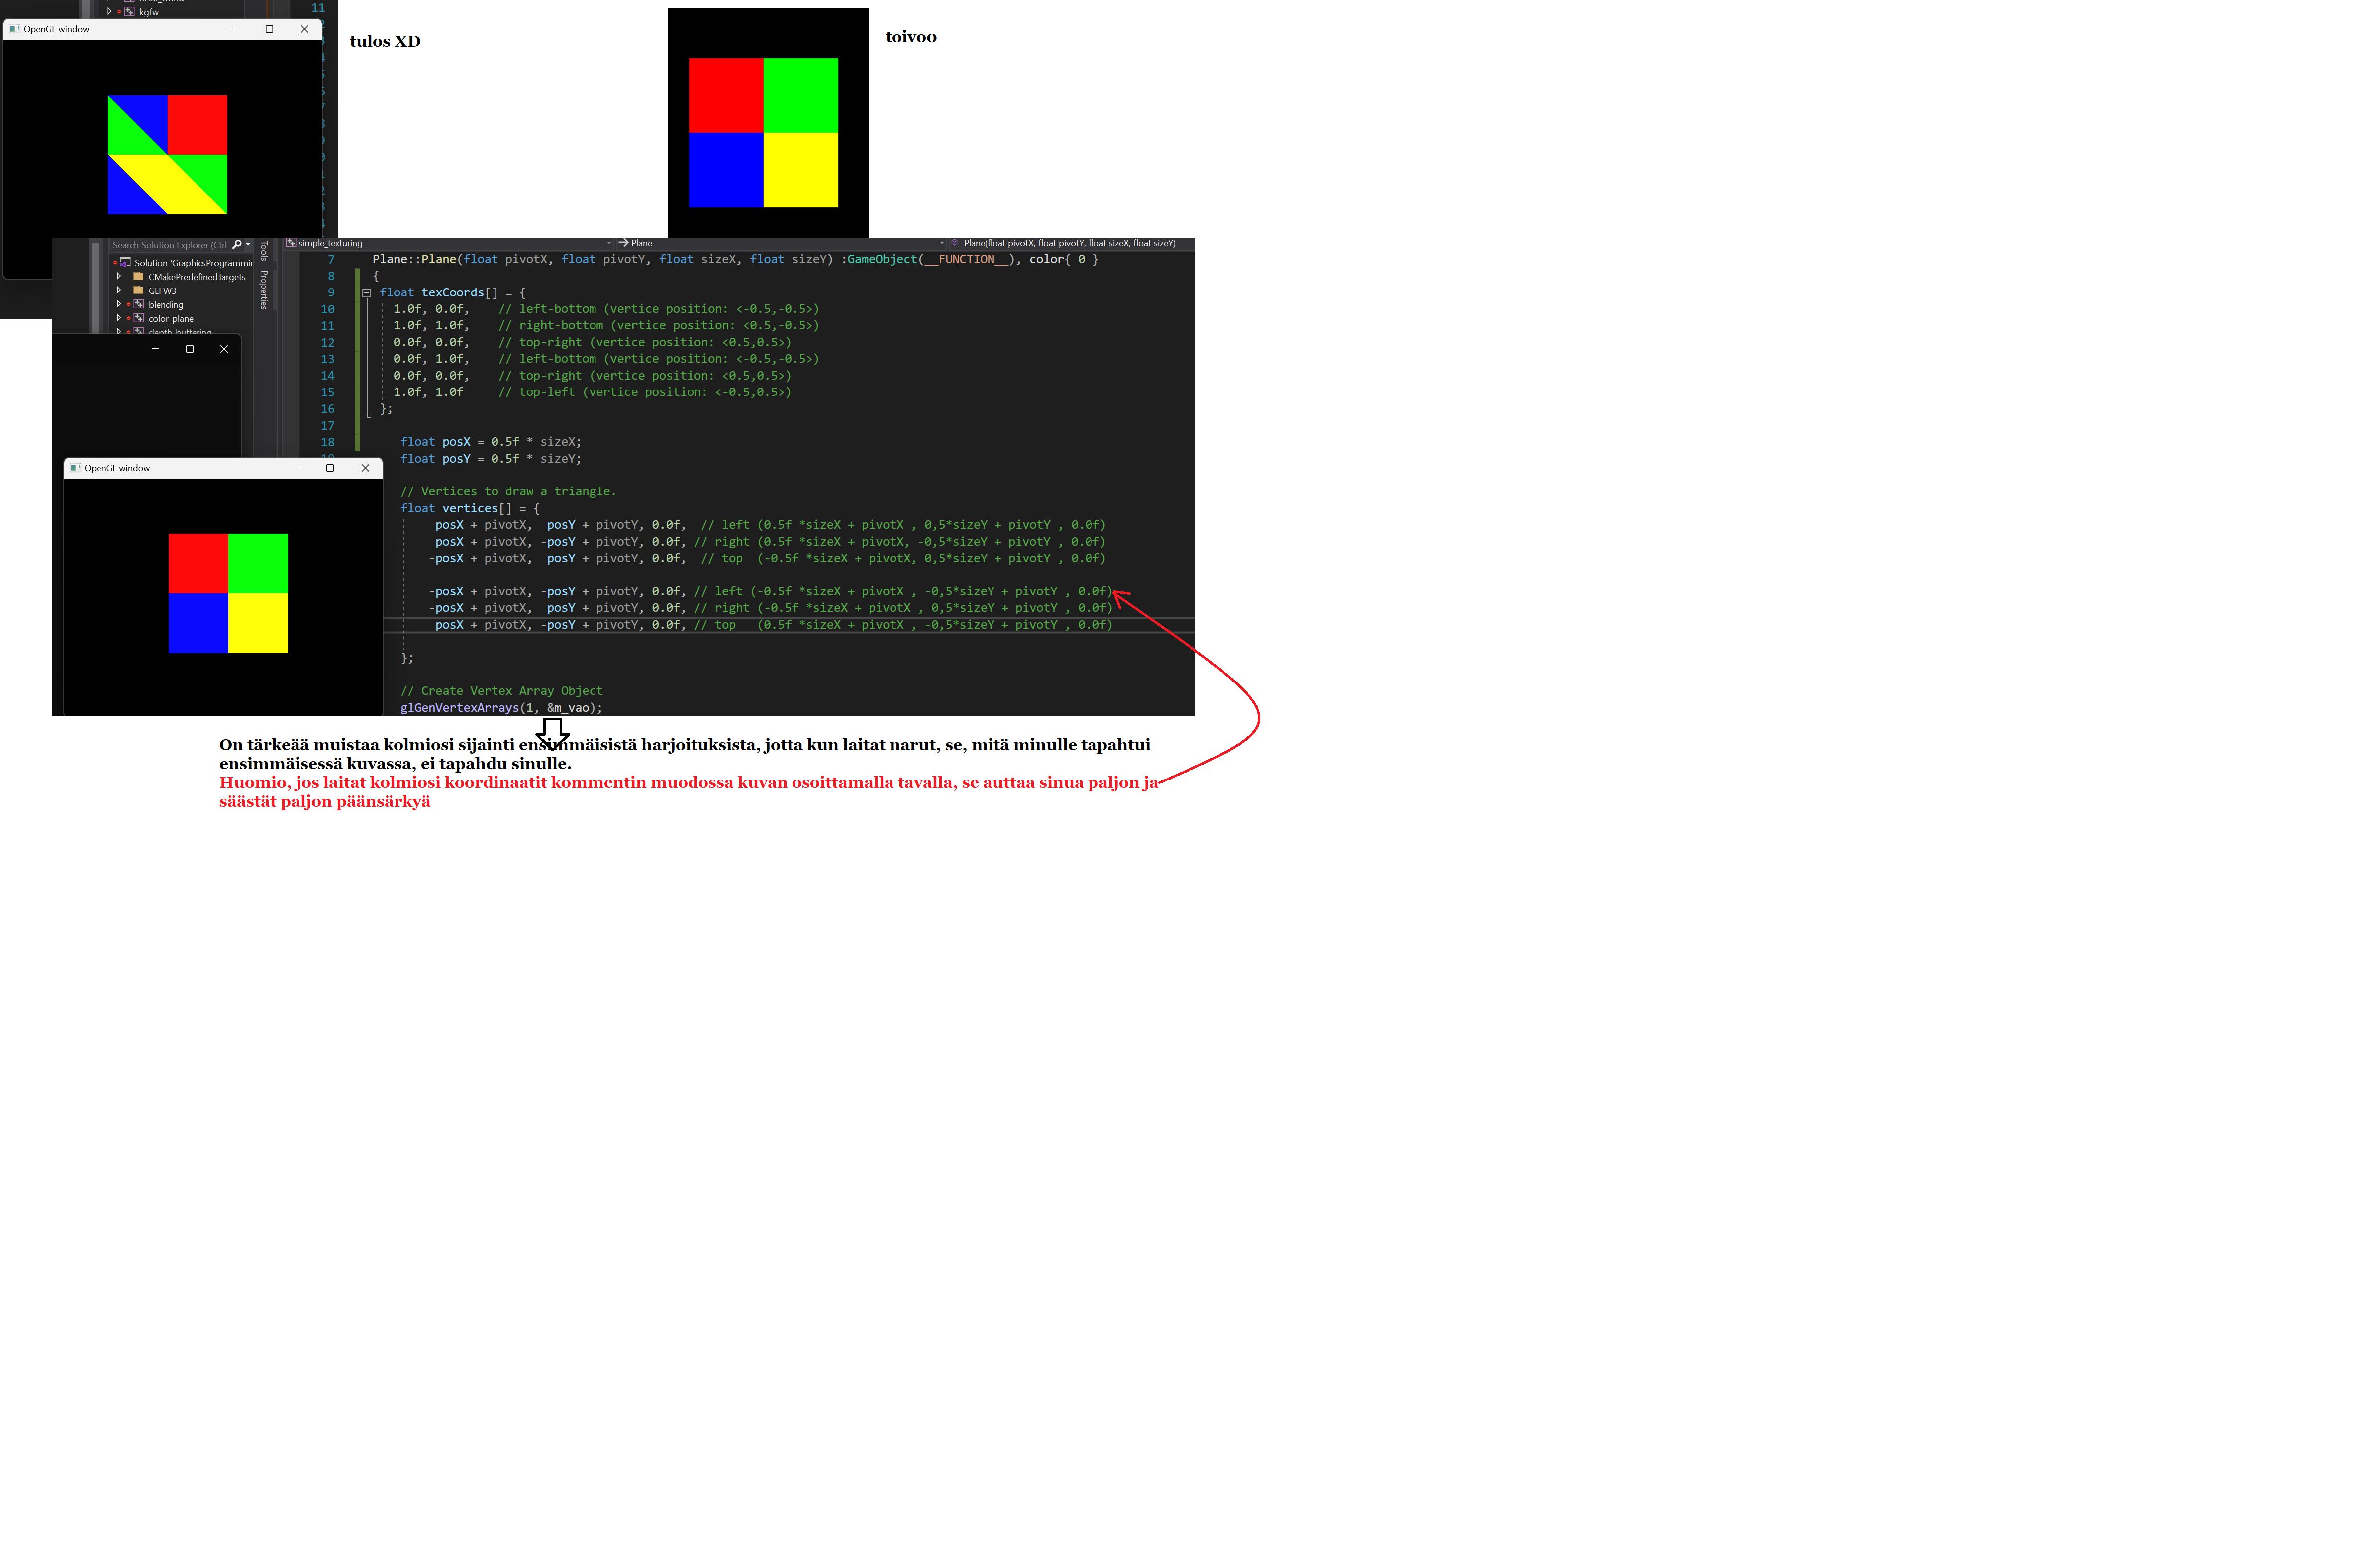 hello_world
kgfw
11
OpenGL window
tulos XD
toivoo
Search Solution Explorer (Ctrl
Solution 'GraphicsProgrammin
CMakePredefinedTargets
GLFW3
blending
color_plane
depth_buffering
Tools
Properties
simple_texturing
Plane
Plane(float pivotX, float pivotY, float sizeX, float sizeY)
7 Plane::Plane(float pivotX, float pivotY, float sizeX, float sizeY) :GameObject(__FUNCTION__), color{ 0 }
8 {
9 float texCoords[] = {
10 1.0f, 0.0f, // left-bottom (vertice position: <-0.5,-0.5>)
11 1.0f, 1.0f, // right-bottom (vertice position: <0.5,-0.5>)
12 0.0f, 0.0f, // top-right (vertice position: <0.5,0.5>)
13 0.0f, 1.0f, // left-bottom (vertice position: <-0.5,-0.5>)
14 0.0f, 0.0f, // top-right (vertice position: <0.5,0.5>)
15 1.0f, 1.0f // top-left (vertice position: <-0.5,0.5>)
16 };
17
18 float posX = 0.5f * sizeX;
float posY = 0.5f * sizeY;
// Vertices to draw a triangle.
float vertices[] = {
posX + pivotX, posY + pivotY, 0.0f, // left (0.5f *sizeX + pivotX , 0,5*sizeY + pivotY , 0.0f)
posX + pivotX, -posY + pivotY, 0.0f, // right (0.5f *sizeX + pivotX, -0,5*sizeY + pivotY , 0.0f)
-posX + pivotX, posY + pivotY, 0.0f, // top (-0.5f *sizeX + pivotX, 0,5*sizeY + pivotY , 0.0f)
-posX + pivotX, -posY + pivotY, 0.0f, // left (-0.5f *sizeX + pivotX , -0,5*sizeY + pivotY , 0.0f)
-posX + pivotX, posY + pivotY, 0.0f, // right (-0.5f *sizeX + pivotX , 0,5*sizeY + pivotY , 0.0f)
posX + pivotX, -posY + pivotY, 0.0f, // top (0.5f *sizeX + pivotX , -0,5*sizeY + pivotY , 0.0f)
};
// Create Vertex Array Object
glGenVertexArrays(1, &m_vao);
OpenGL window
On tärkeää muistaa kolmiosi sijainti ensimmäisistä harjoituksista, jotta kun laitat narut, se, mitä minulle tapahtui
ensimmäisessä kuvassa, ei tapahdu sinulle.
Huomio, jos laitat kolmiosi koordinaatit kommentin muodossa kuvan osoittamalla tavalla, se auttaa sinua paljon ja
säästät paljon päänsärkyä